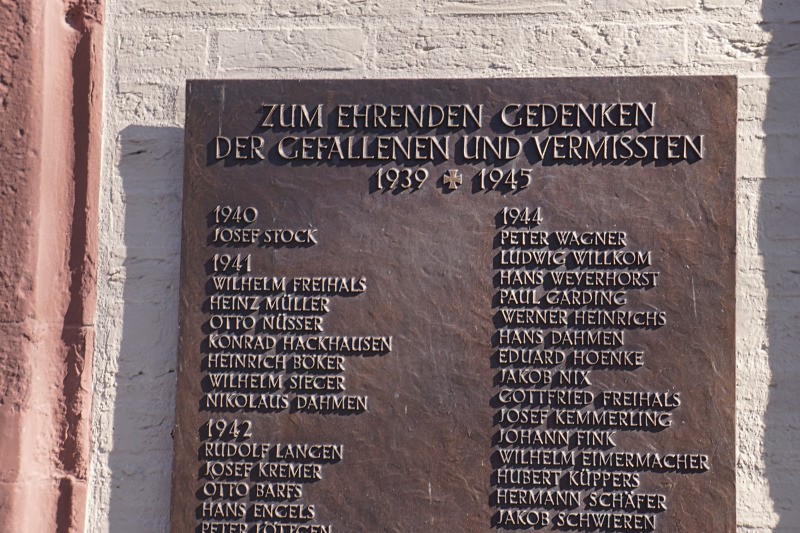 ZUM EHRENDEN GEDENKEN
DER GEFALLENEN UND VERMISSTEN
1939 ✠ 1945
1940
JOSEF STOCK
1941
WILHELM FREIHALS
HEINZ MÜLLER
OTTO NÜSSER
KONRAD HACKHAUSEN
HEINRICH BÖKER
WILHELM SIEGER
NIKOLAUS DAHMEN
1942
RUDOLF LANGEN
JOSEF KREMER
OTTO BARFS
HANS ENGELS
PETER LÖTTGEN
1944
PETER WAGNER
LUDWIG WILLKOM
HANS WEYERHORST
PAUL GARDING
WERNER HEINRICHS
HANS DAHMEN
EDUARD HOENKE
JAKOB NIX
GOTTFRIED FREIHALS
JOSEF KEMMERLING
JOHANN FINK
WILHELM EIMERMACHER
HUBERT KÜPPERS
HERMANN SCHÄFER
JAKOB SCHWIEREN